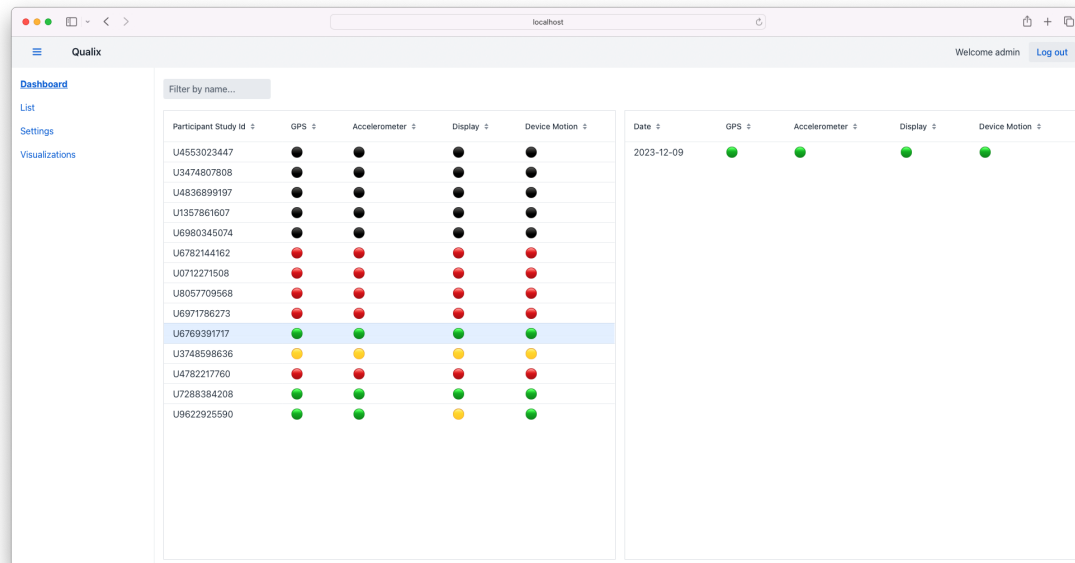 localhost
Qualix
Welcome admin Log out
Dashboard
List
Settings
Visualizations
Filter by name...
Participant Study Id GPS Accelerometer Display Device Motion
U4553023447
U3474807808
U4836899197
U1357861607
U6980345074
U6782144162
U0712271508
U8057709568
U6971786273
U6769391717
U3748598636
U4782217760
U7288384208
U9622925590
Date GPS Accelerometer Display Device Motion
2023-12-09